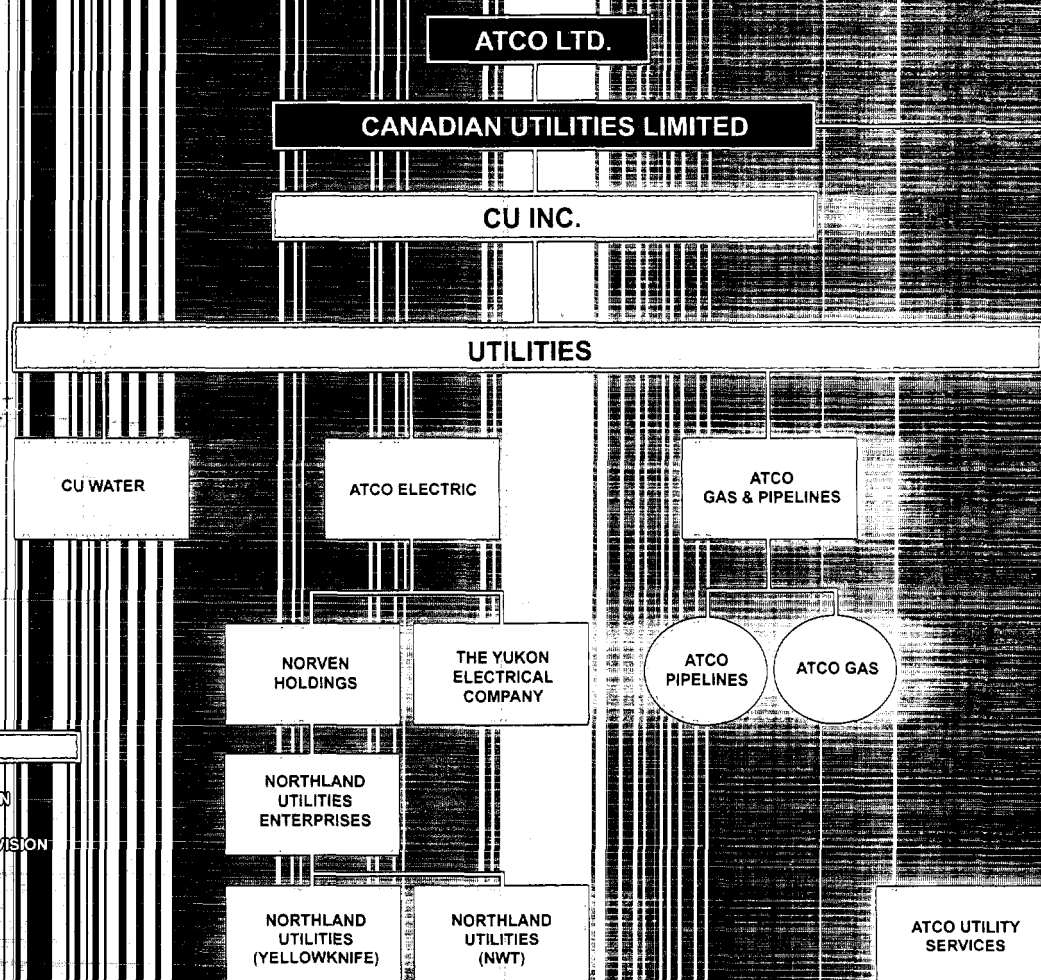 ATCO LTD.
CANADIAN UTILITIES LIMITED
CU INC.
UTILITIES
CU WATER
ATCO ELECTRIC
ATCO
GAS & PIPELINES
NORVEN
HOLDINGS
THE YUKON
ELECTRICAL
COMPANY
ATCO
PIPELINES
ATCO GAS
NORTHLAND
UTILITIES
ENTERPRISES
VISION
NORTHLAND
UTILITIES
(YELLOWKNIFE)
NORTHLAND
UTILITIES
(NWT)
ATCO UTILITY
SERVICES